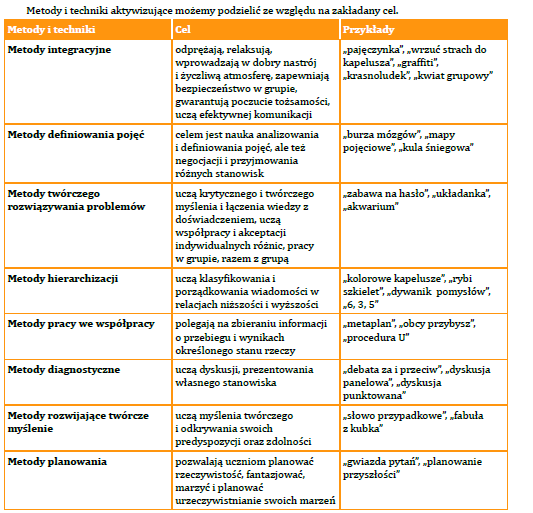 Metody i techniki aktywizujące możemy podzielić ze względu na zakładany cel.
Metody i techniki
Cel
Przykłady
Metody integracyjne
odprężają, relaksują,
wprowadzają w dobry nastrój
i życzliwą atmosferę, zapewniają
bezpieczeństwo w grupie,
gwarantują poczucie tożsamości,
uczą efektywnej komunikacji
„pajęczynka”, „wrzuć strach do
kapelusza”, „graffiti”,
„krasnoludek”, „kwiat grupowy”
Metody definiowania pojęć
celem jest nauka analizowania
i definiowania pojęć, ale też
negocjacji i przyjmowania
różnych stanowisk
„burza mózgów”, „mapy
pojęciowe”, „kula śniegowa”
Metody twórczego
rozwiązywania problemów
uczą krytycznego i twórczego
myślenia i łączenia wiedzy z
doświadczeniem, uczą
współpracy i akceptacji
indywidualnych różnic, pracy
w grupie, razem z grupą
„zabawa na hasło”, „układanka”,
„akwarium”
Metody hierarchizacji
uczą klasyfikowania i
porządkowania wiadomości w
relacjach niższości i wyższości
„kolorowe kapelusze”, „rybi
szkielet”, „dywanik pomysłów”,
„6, 3, 5”
Metody pracy we współpracy
polegają na zbieraniu informacji
o przebiegu i wynikach
określonego stanu rzeczy
„metaplan”, „obcy przybysz”,
„procedura U”
Metody diagnostyczne
uczą dyskusji, prezentowania
własnego stanowiska
„debata za i przeciw”, „dyskusja
panelowa”, „dyskusja
punktowana”
Metody rozwijające twórcze
myślenie
uczą myślenia twórczego
i odkrywania swoich
predyspozycji oraz zdolności
„słowo przypadkowe”, „fabuła
z kubka”
Metody planowania
pozwalają uczniom planować
rzeczywistość, fantazjować,
marzyć i planować
urzeczywistnianie swoich marzeń
„gwiazda pytań”, „planowanie
przyszłości”